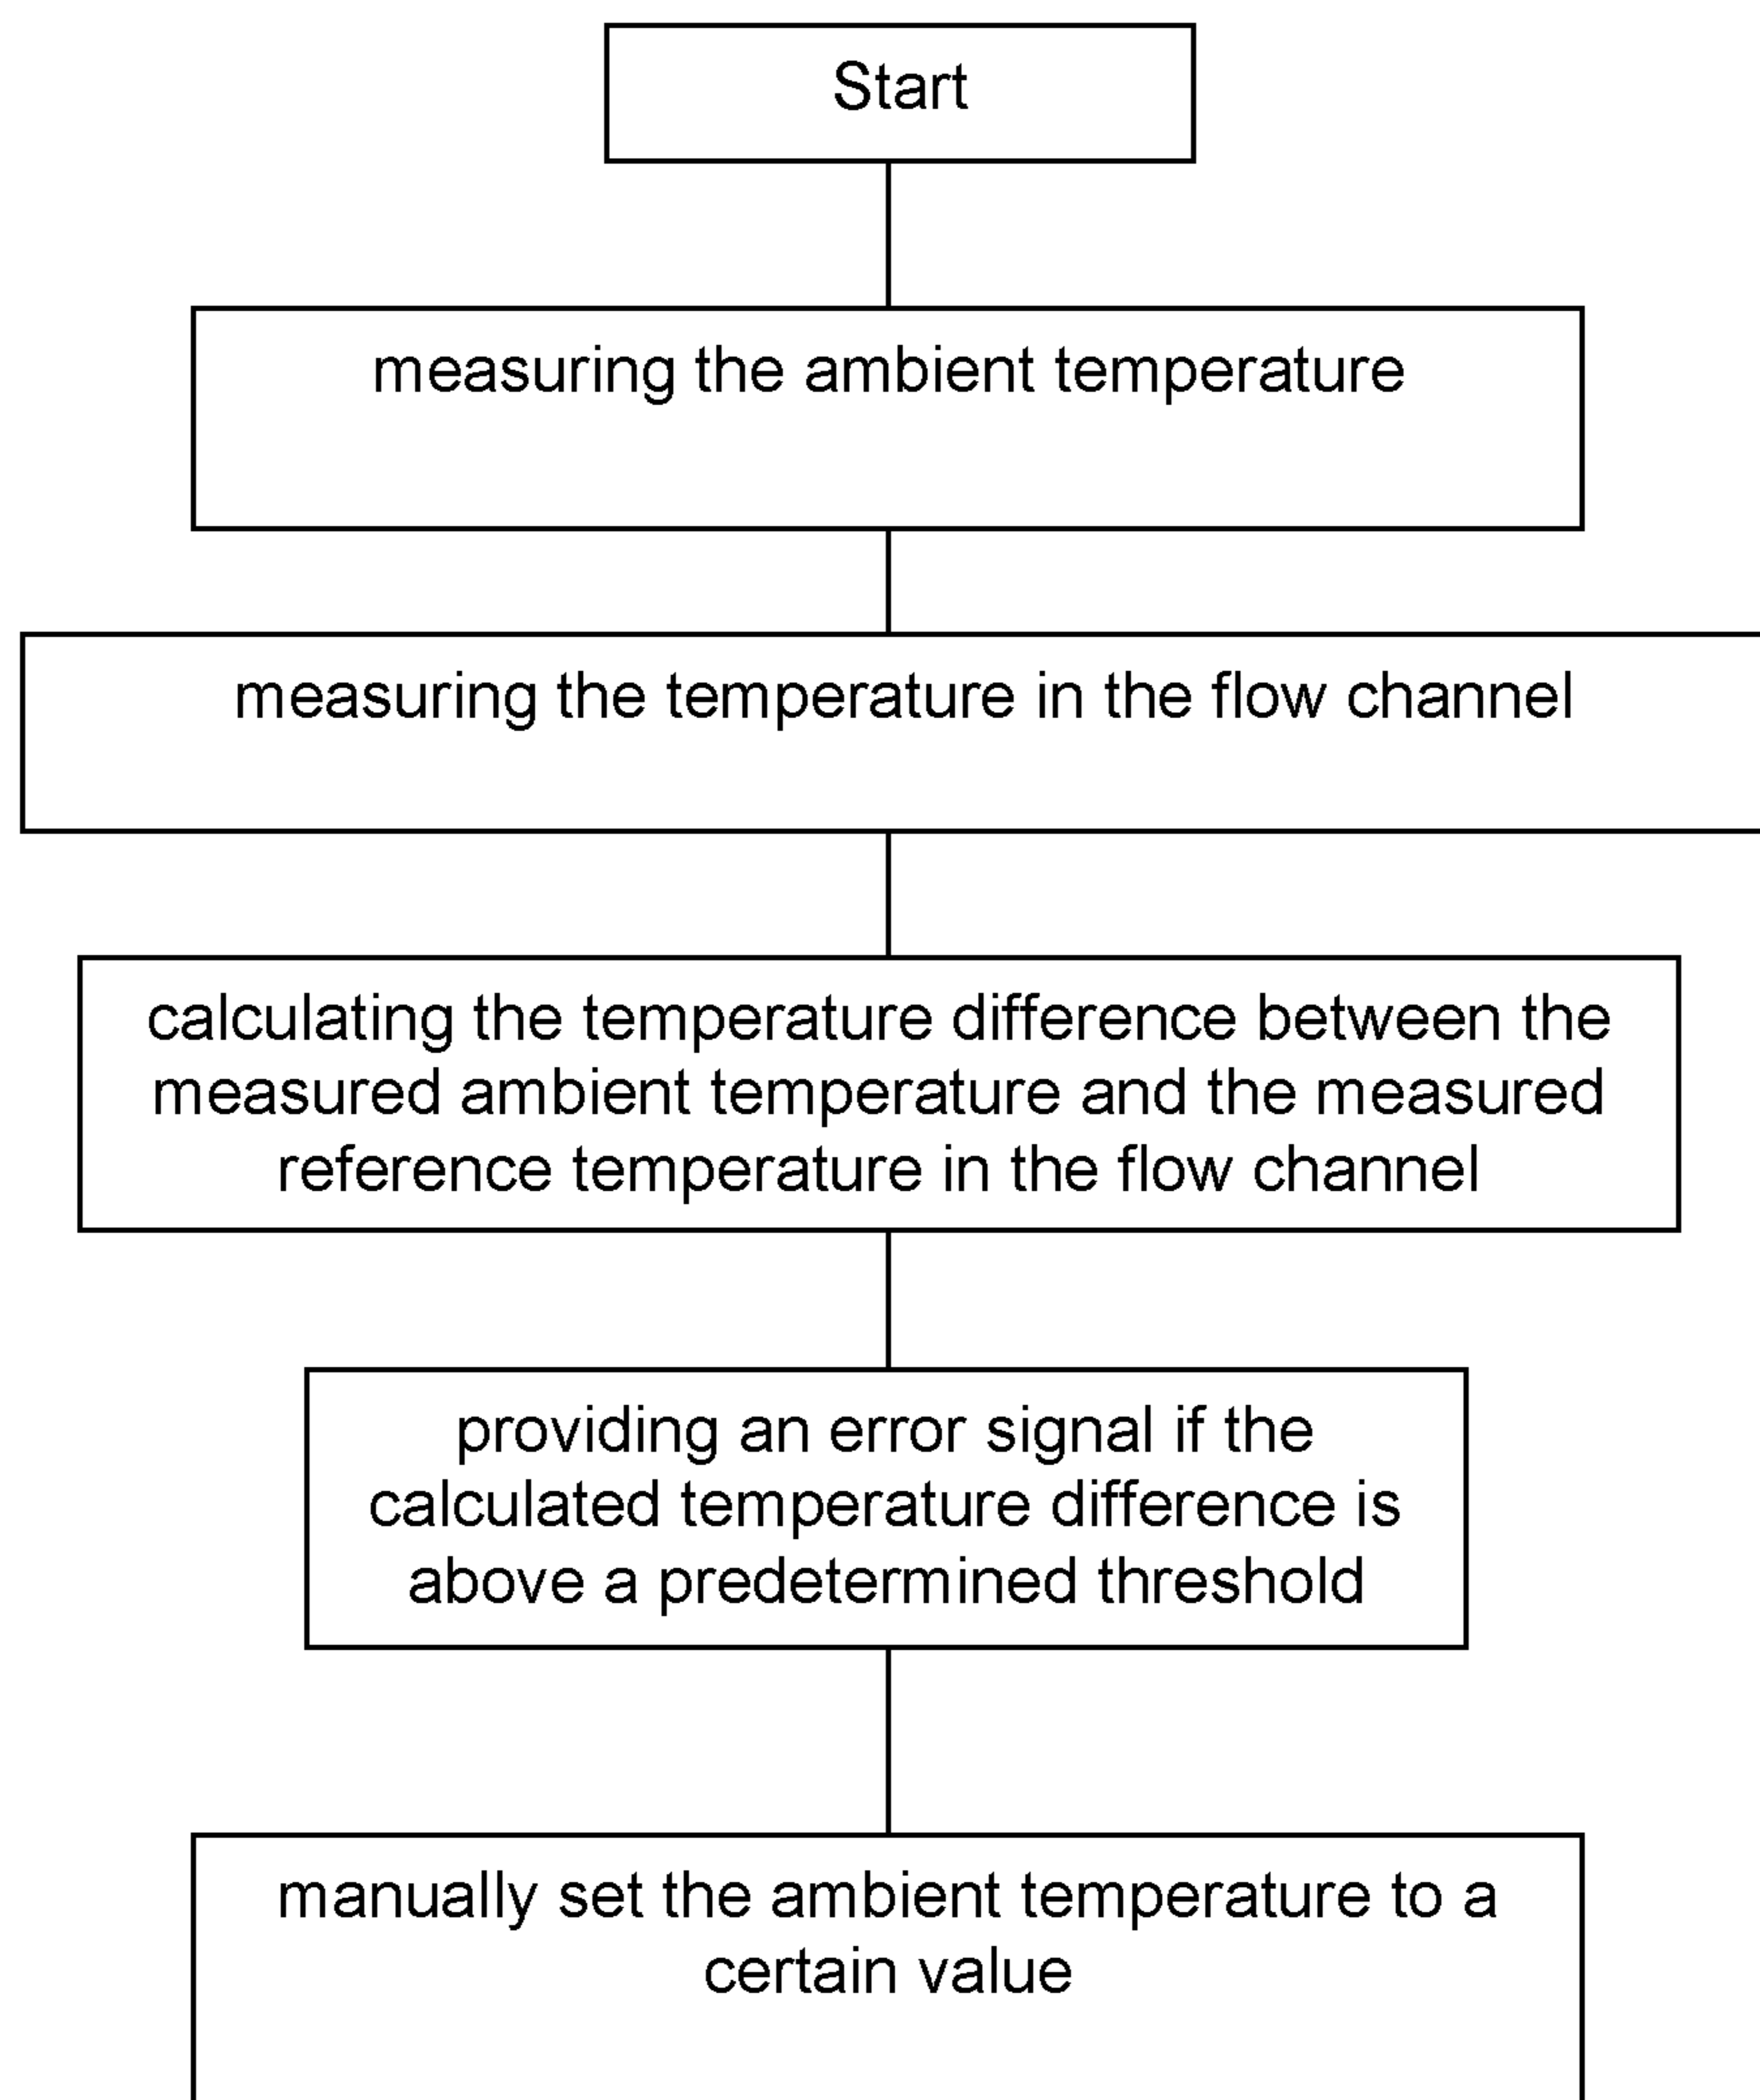 Start
measuring the ambient temperature
measuring the temperature in the flow channel
calculating the temperature difference between the
measured ambient temperature and the measured
reference temperature in the flow channel
providing an error signal if the
calculated temperature difference is
above a predetermined threshold
manually set the ambient temperature to a
certain value